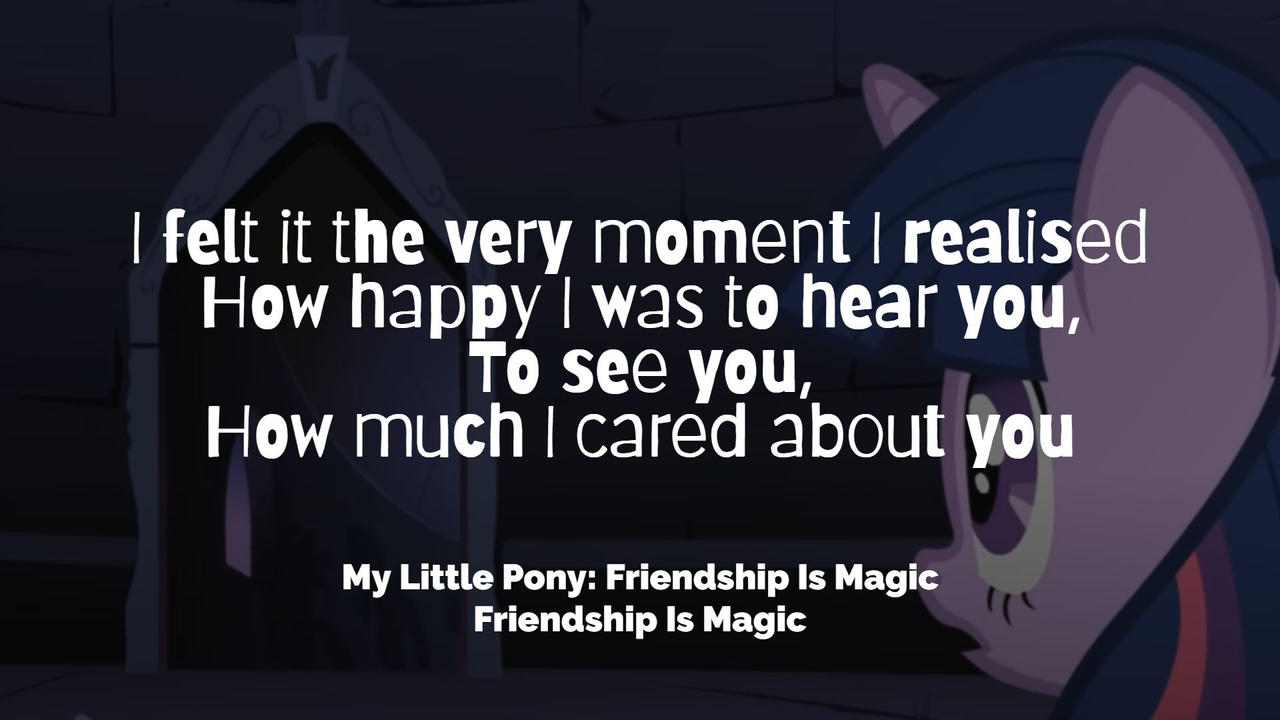 I felt it the very moment I realised
How happy I was to hear you,
To see you,
How much I cared about you
My Little Pony: Friendship Is Magic
Friendship Is Magic